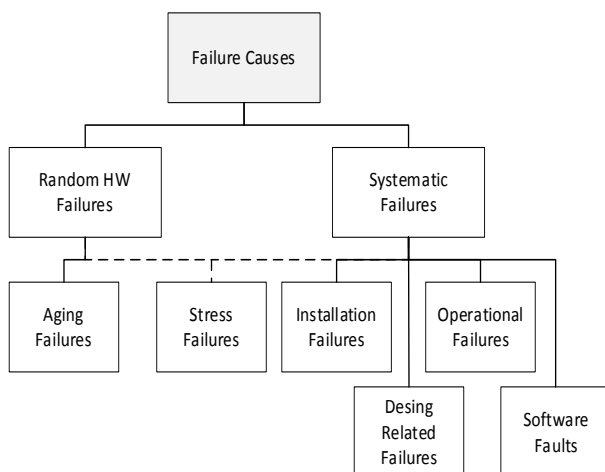 Failure Causes
Random HW
Failures
Systematic
Failures
Aging
Failures
Stress
Failures
Installation
Failures
Operational
Failures
Desing
Related
Failures
Software
Faults